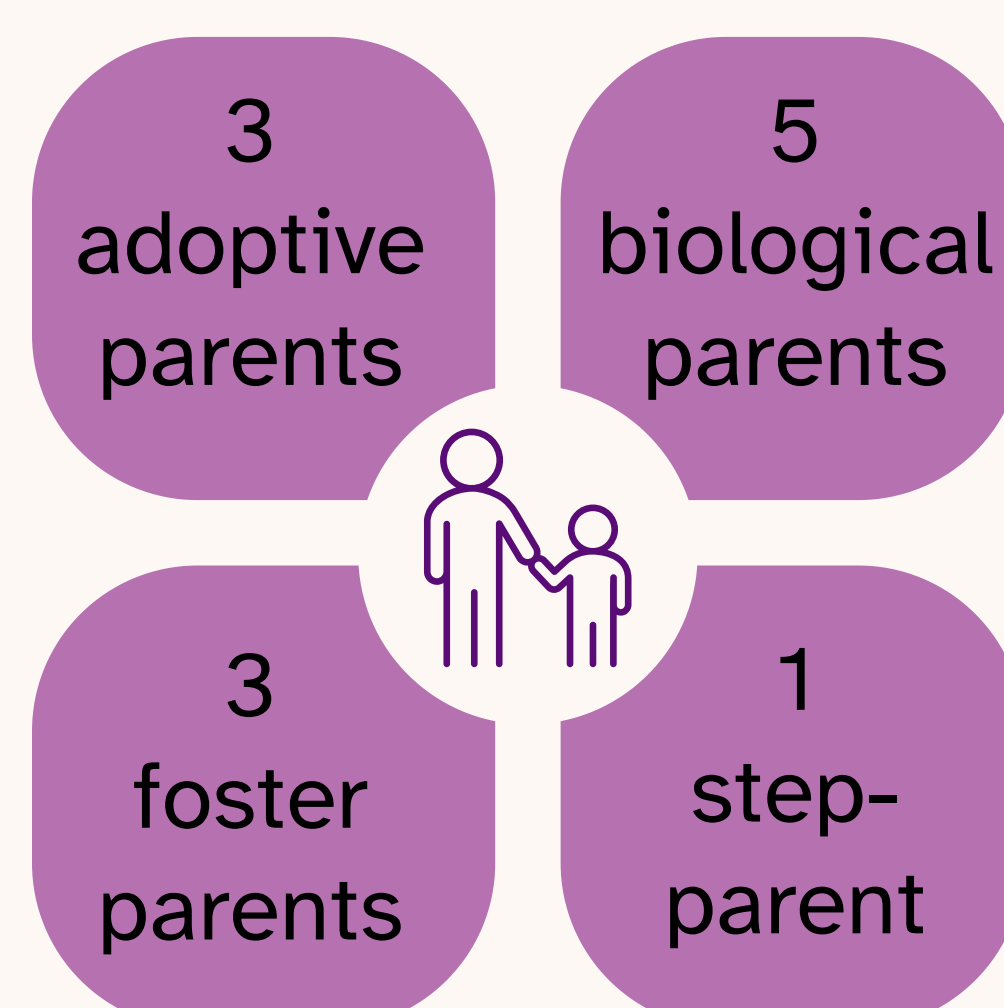 3
adoptive
parents
5
biological
parents
3
foster
parents
1
step-
parent